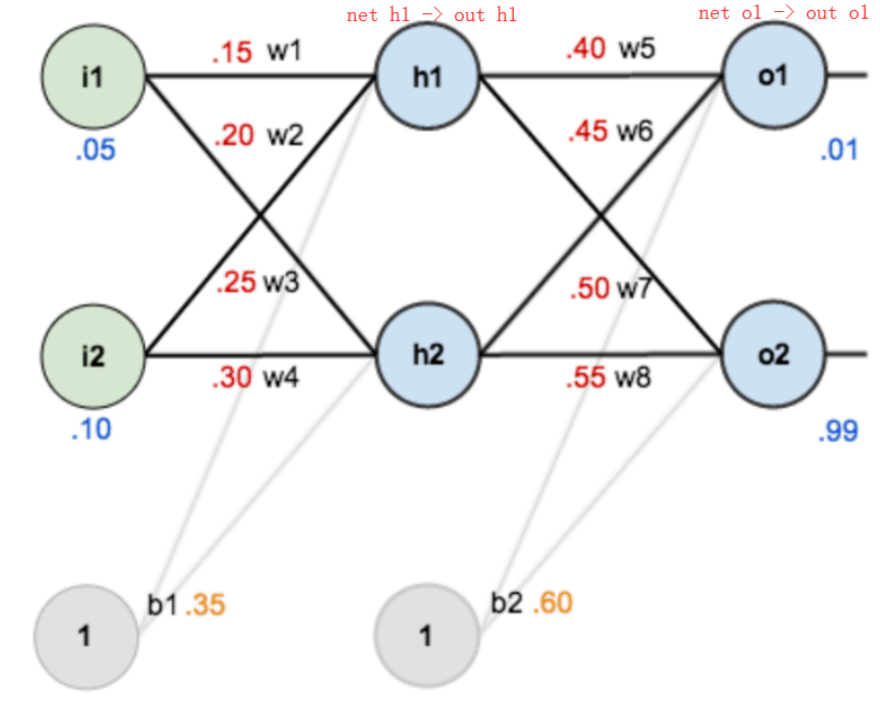 net h1 -> out h1
net o1 -> out o1
i1
.15 w1
h1
.40 w5
o1
.05
.20 w2
.45 w6
.01
.25 w3
.50 w7
i2
h2
o2
.30 w4
.55 w8
.10
.99
1
b1 .35
1
b2 .60